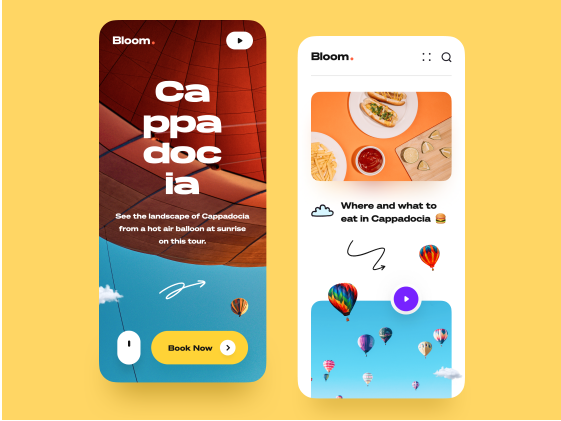 Bloom.
Ca
ppa
doc
ia
See the landscape of Cappadocia
from a hot air balloon at sunrise
on this tour.
Book Now
Bloom.
Where and what to
eat in Cappadocia 🍔